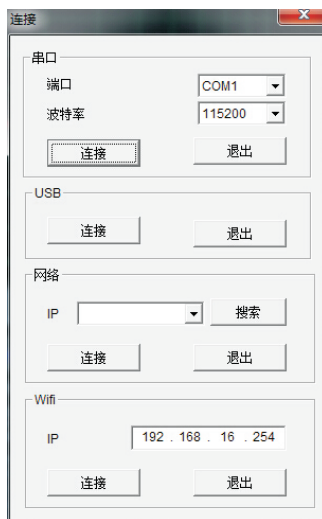 连接
串口
端口 COM1
波特率 115200
连接 退出
USB
连接 退出
网络
IP 搜索
连接 退出
Wifi
IP 192 . 168 . 16 . 254
连接 退出